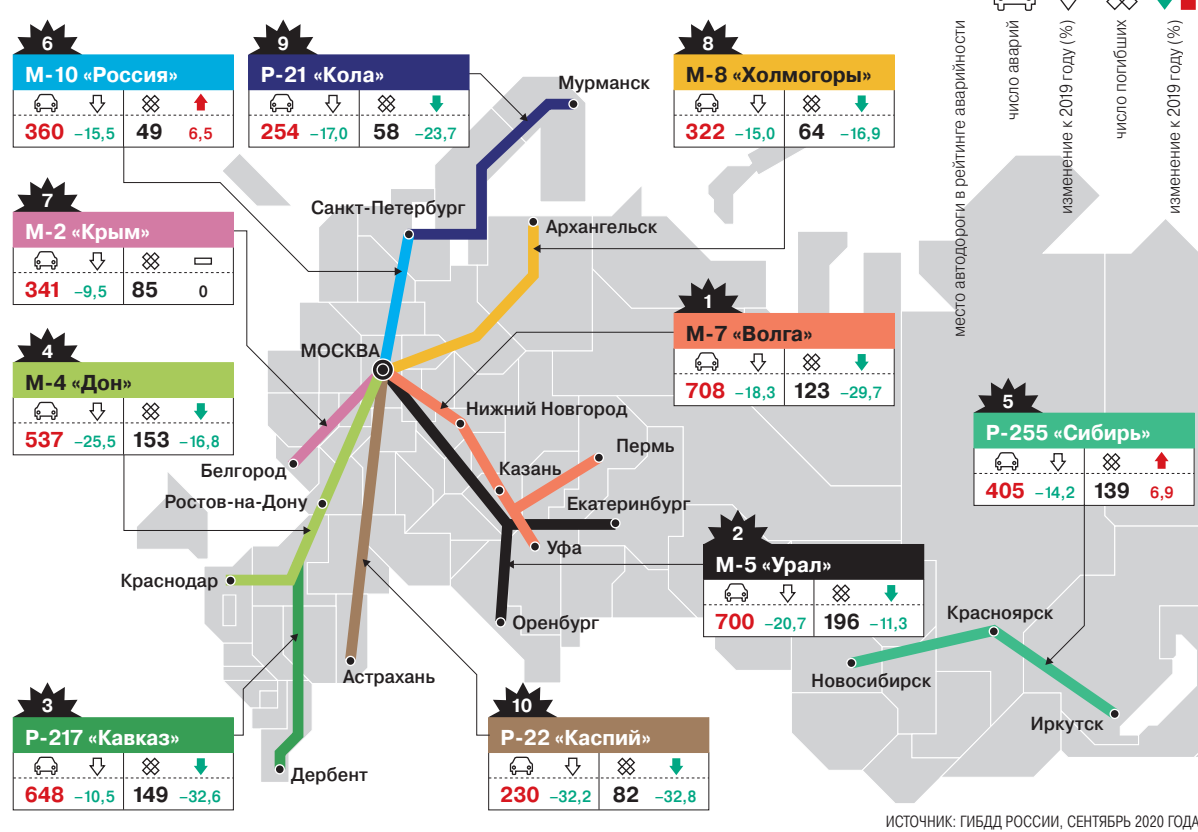 место автодороги в рейтинге аварийности
число аварий
изменение к 2019 году (%)
число погибших
изменение к 2019 году (%)
6
М-10 «Россия»
360 –15,5 49 6,5
9
Р-21 «Кола»
254 –17,0 58 –23,7
8
М-8 «Холмогоры»
322 –15,0 64 –16,9
Мурманск
7
М-2 «Крым»
341 –9,5 85 0
Санкт-Петербург
Архангельск
1
М-7 «Волга»
708 –18,3 123 –29,7
МОСКВА
4
М-4 «Дон»
537 –25,5 153 –16,8
Нижний Новгород
Пермь
5
Р-255 «Сибирь»
405 –14,2 139 6,9
Белгород
Казань
Ростов-на-Дону
Екатеринбург
Уфа
2
М-5 «Урал»
700 –20,7 196 –11,3
Краснодар
Оренбург
Красноярск
Астрахань
Новосибирск
Иркутск
3
Р-217 «Кавказ»
648 –10,5 149 –32,6
10
Р-22 «Каспий»
230 –32,2 82 –32,8
Дербент
ИСТОЧНИК: ГИБДД РОССИИ, СЕНТЯБРЬ 2020 ГОДА